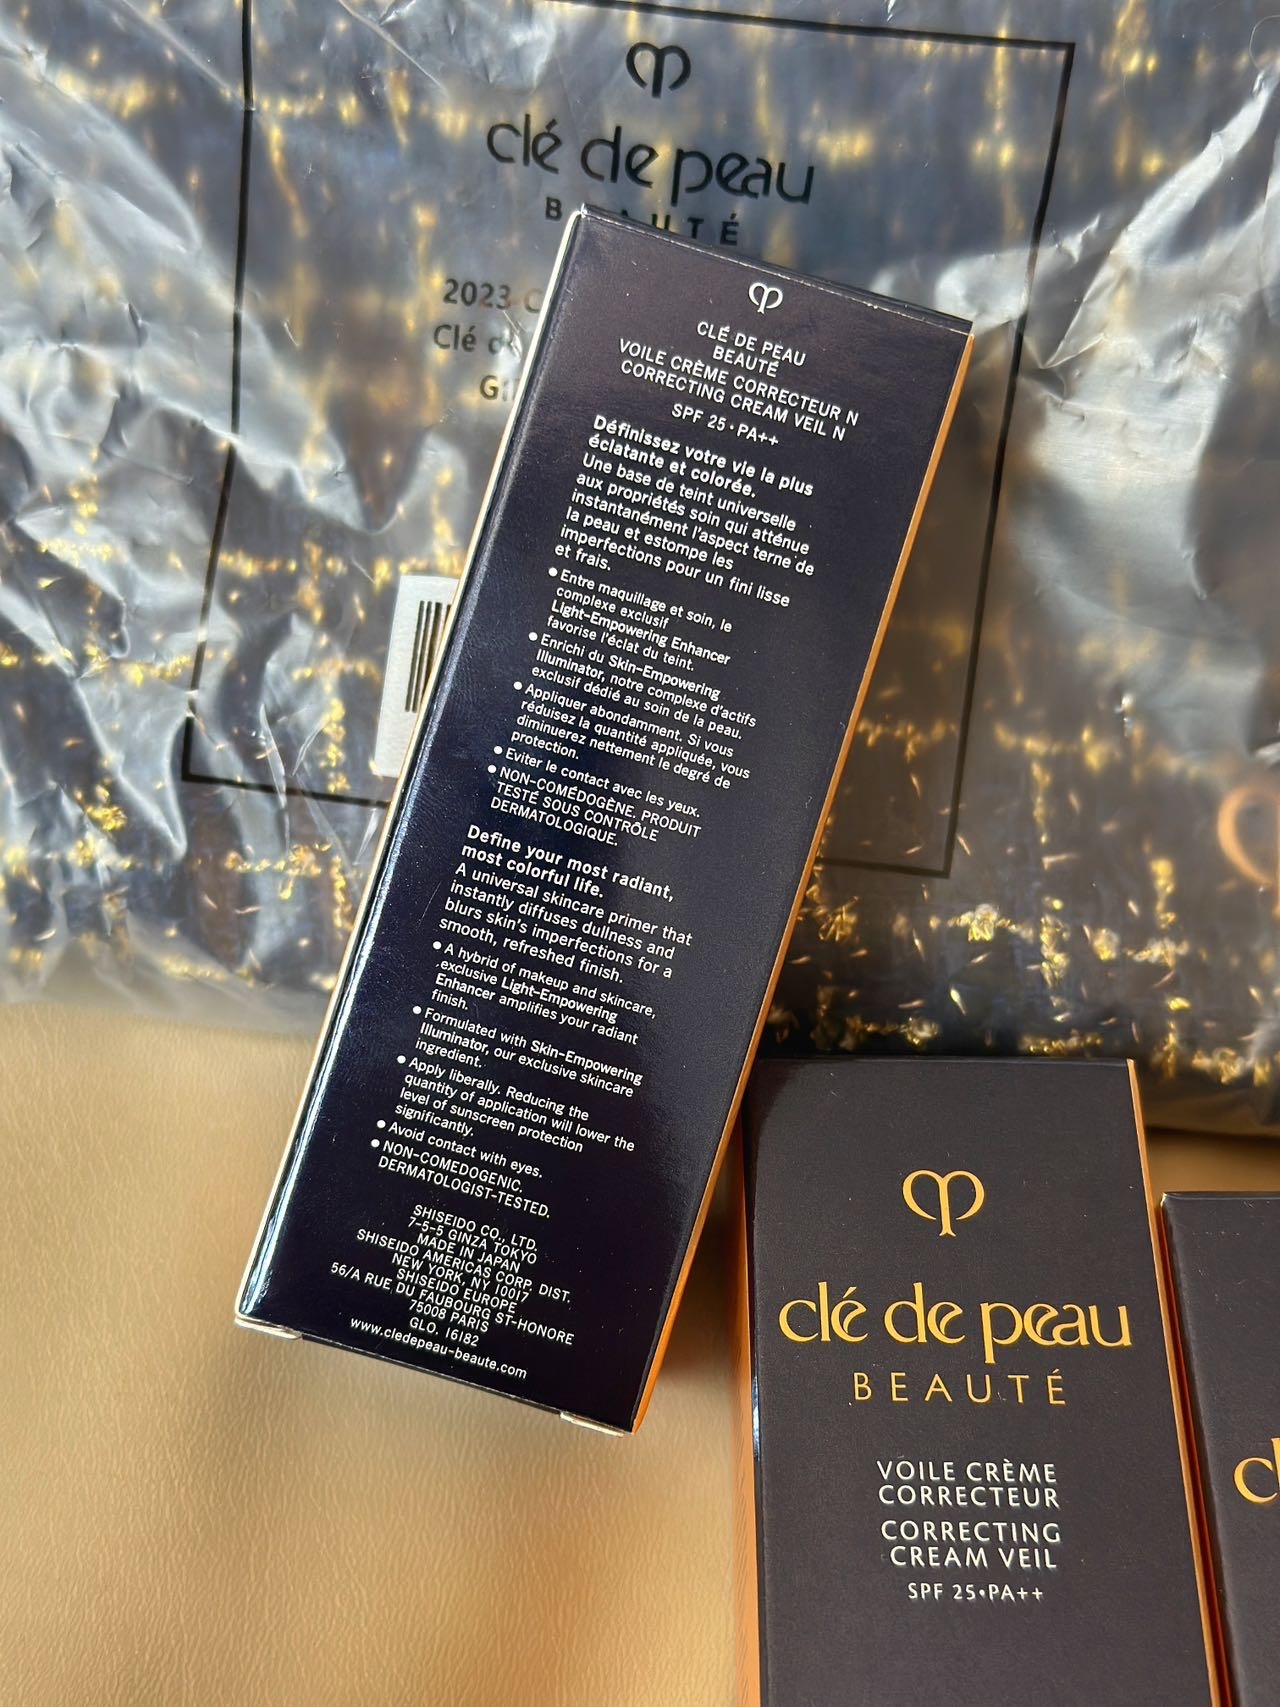 clé de peau
BEAUTÉ
2023
Clé
CLÉ DE PEAU
BEAUTÉ
VOILE CRÈME CORRECTEUR N
CORRECTING CREAM VEIL N
SPF 25・PA++
Définissez votre vie la plus
éclatante et colorée.
Une base de teint universelle
aux propriétés soin qui atténue
instantanément l'aspect terne de
la peau et estompe les
imperfections pour un fini lisse
et frais.
● Entre maquillage et soin, le
complexe exclusif
Light-Empowering Enhancer
favorise l'éclat du teint.
● Enrichi du Skin-Empowering
Illuminator, notre complexe d'actifs
exclusif dédié au soin de la peau.
● Appliquer abondamment. Si vous
réduisez la quantité appliquée, vous
diminuerez nettement le degré de
protection.
● Eviter le contact avec les yeux.
● NON-COMÉDOGÈNE. PRODUIT
TESTÉ SOUS CONTRÔLE
DERMATOLOGIQUE.
Define your most radiant,
most colorful life.
A universal skincare primer that
instantly diffuses dullness and
blurs skin's imperfections for a
smooth, refreshed finish.
● A hybrid of makeup and skincare,
exclusive Light-Empowering
Enhancer amplifies your radiant
finish.
● Formulated with Skin-Empowering
Illuminator, our exclusive skincare
ingredient.
● Apply liberally. Reducing the
quantity of application will lower the
level of sunscreen protection
significantly.
● Avoid contact with eyes.
● NON-COMEDOGENIC.
DERMATOLOGIST-TESTED.
SHISEIDO CO., LTD.
7-5-5 GINZA TOKYO
MADE IN JAPAN
SHISEIDO AMERICAS CORP. DIST.
NEW YORK, NY 10017
SHISEIDO EUROPE
56/A RUE DU FAUBOURG ST-HONORE
75008 PARIS
GLO. 16182
www.cledepeau-beaute.com
clé de peau
BEAUTÉ
VOILE CRÈME
CORRECTEUR
CORRECTING
CREAM VEIL
SPF 25・PA++